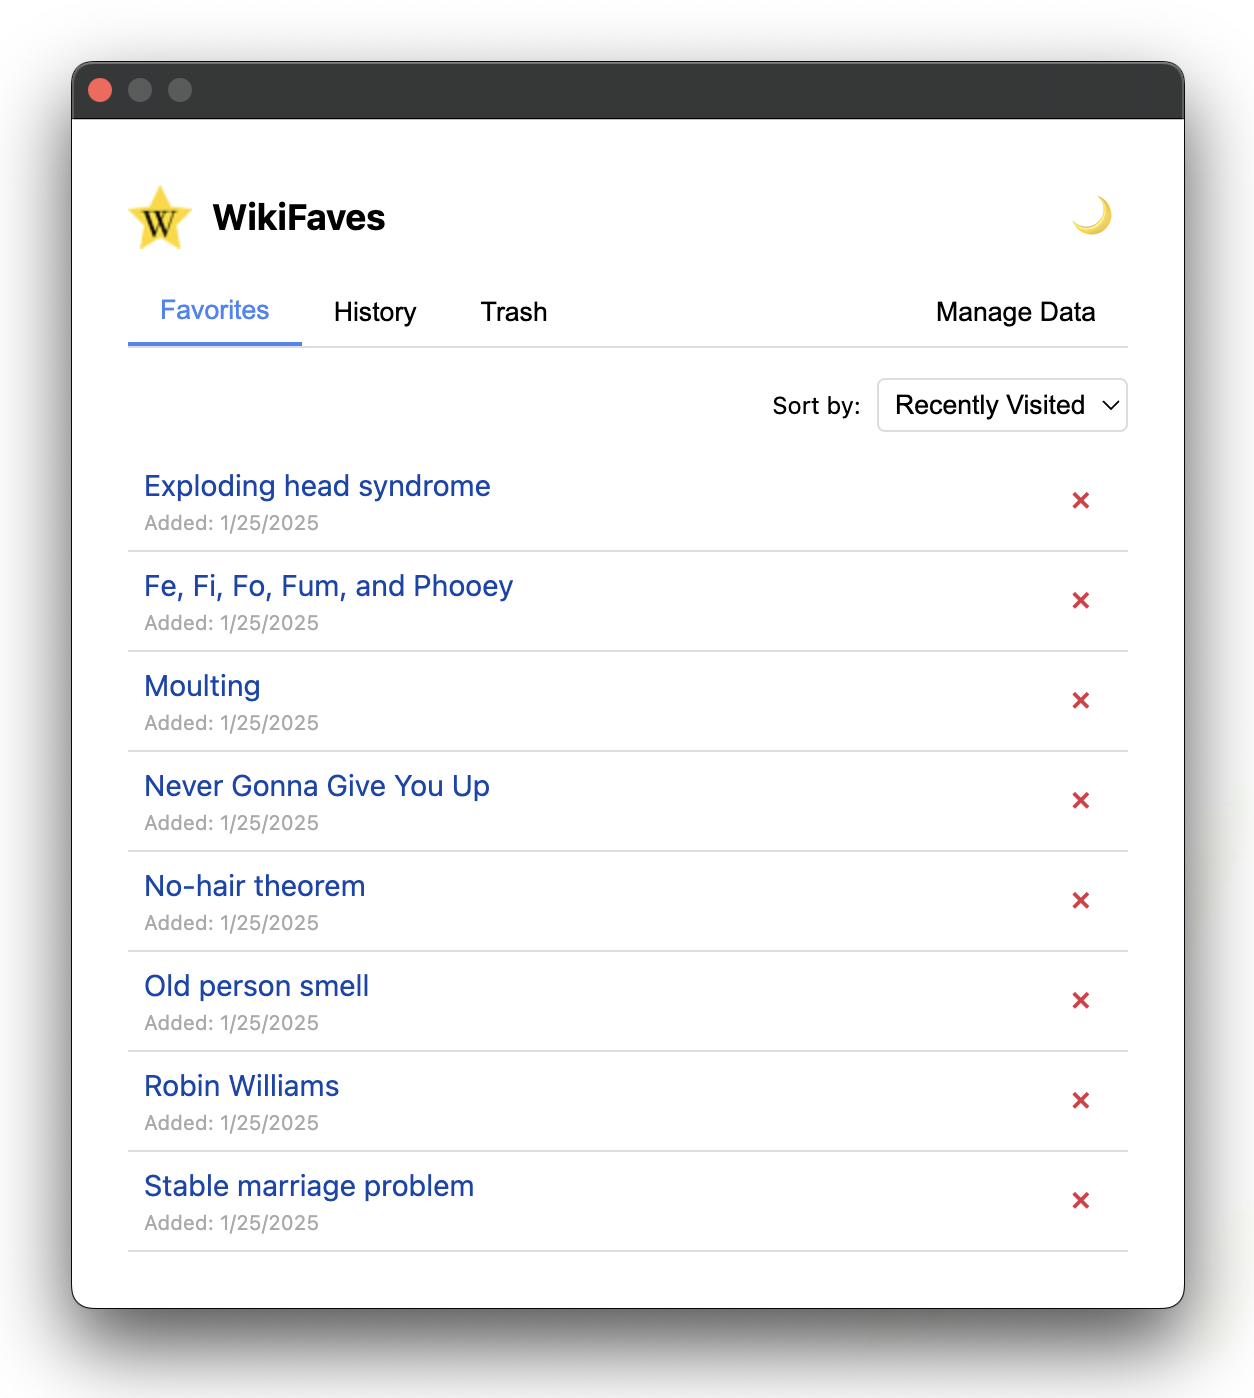 W
WikiFaves
Favorites History Trash Manage Data
Sort by: Recently Visited
Exploding head syndrome
Added: 1/25/2025
Fe, Fi, Fo, Fum, and Phooey
Added: 1/25/2025
Moulting
Added: 1/25/2025
Never Gonna Give You Up
Added: 1/25/2025
No-hair theorem
Added: 1/25/2025
Old person smell
Added: 1/25/2025
Robin Williams
Added: 1/25/2025
Stable marriage problem
Added: 1/25/2025